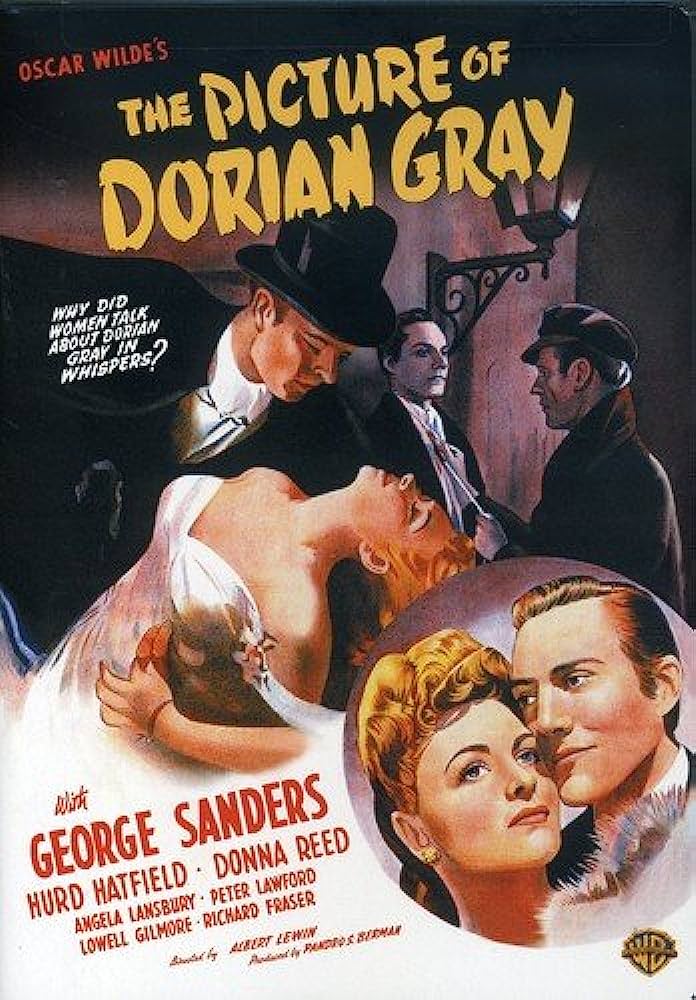 OSCAR WILDE'S
THE PICTURE OF
DORIAN GRAY
WHY DID
WOMEN TALK
ABOUT DORIAN
GRAY IN
WHISPERS?
With
GEORGE SANDERS
HURD HATFIELD · DONNA REED
ANGELA LANSBURY · PETER LAWFORD
LOWELL GILMORE · RICHARD FRASER
Directed by ALBERT LEWIN
Produced by PANDRO S. BERMAN
WB